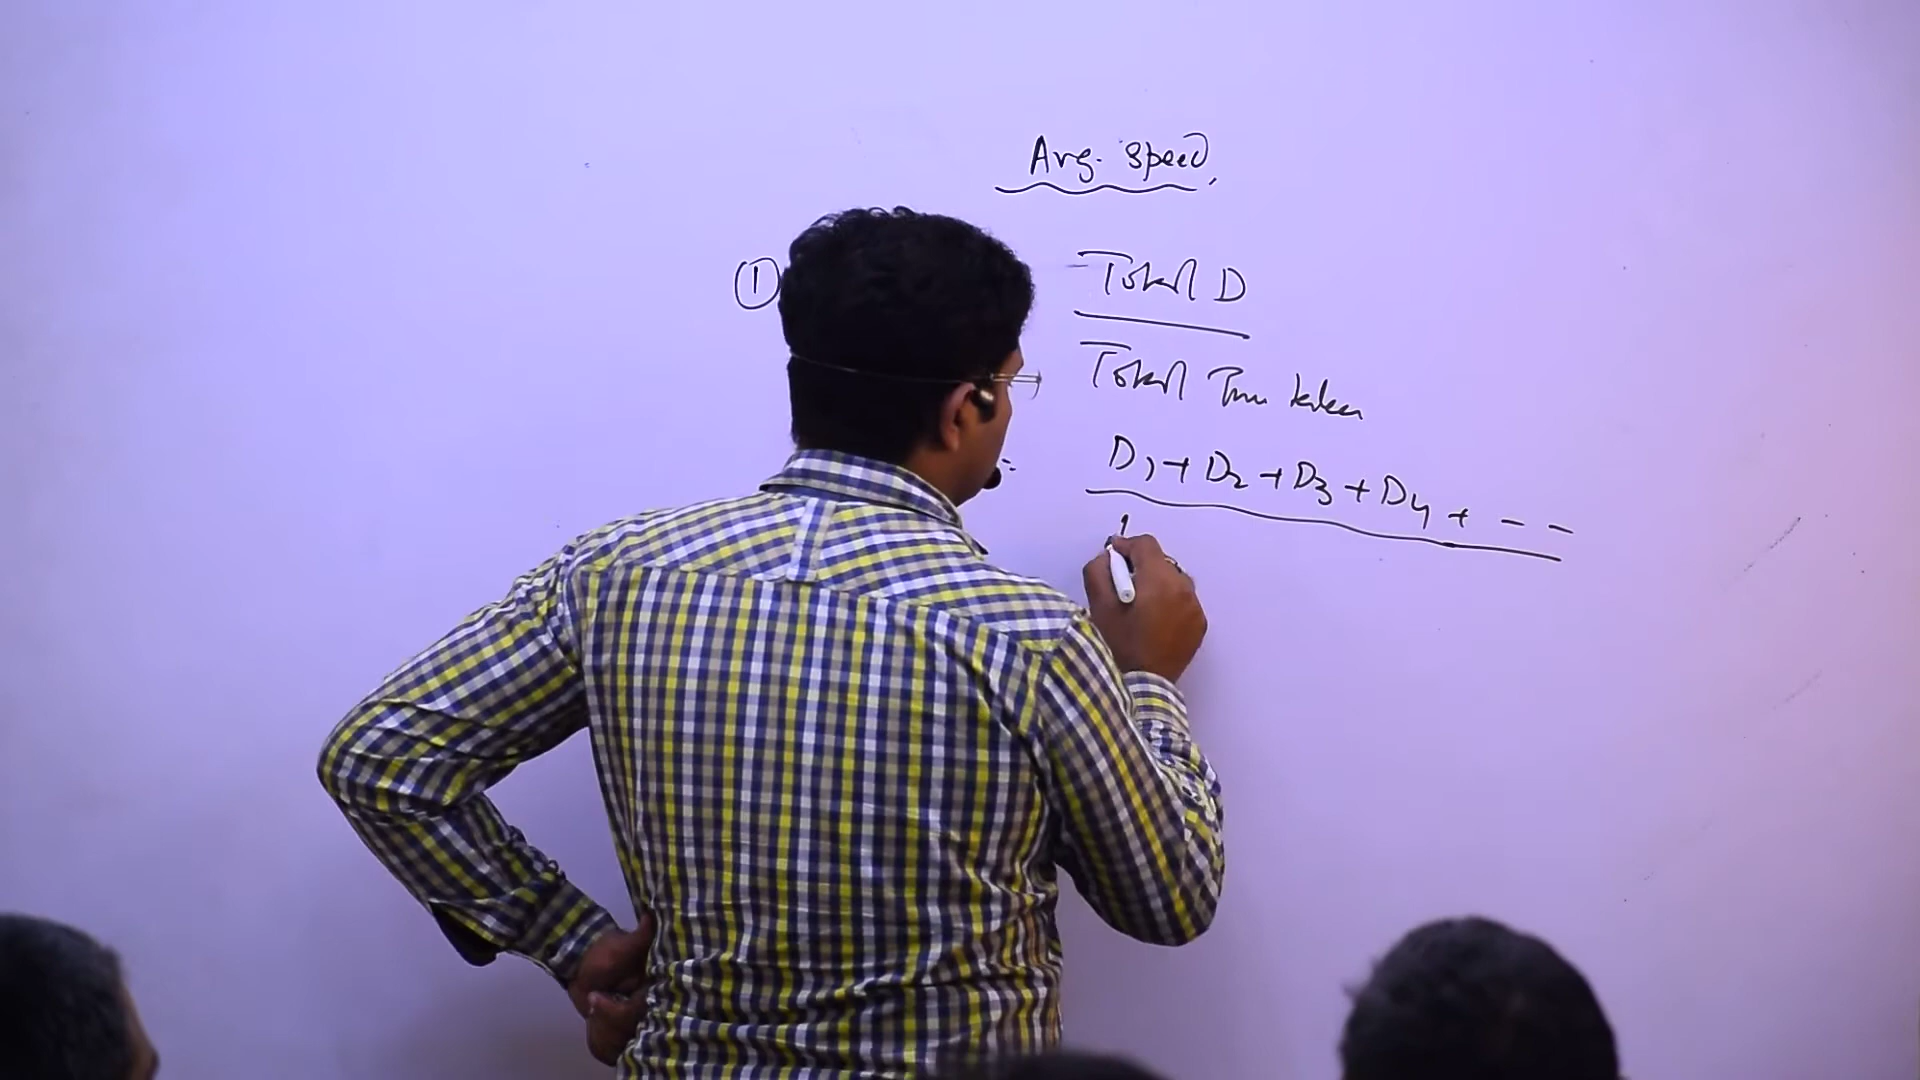 Avg. speed
① Total D
Total Time taken
= D1 + D2 + D3 + D4 + - -